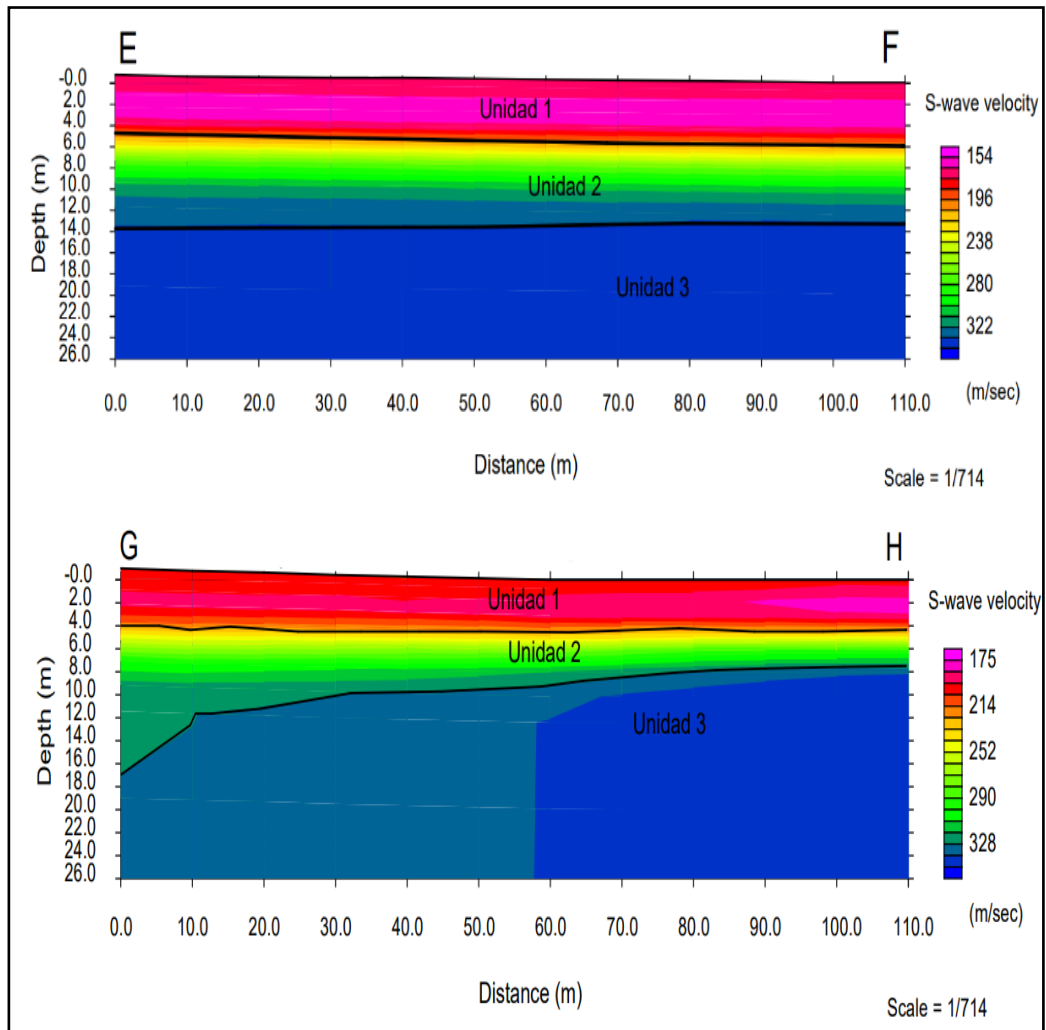 E
F
-0.0
2.0
4.0
6.0
8.0
10.0
12.0
14.0
16.0
18.0
20.0
22.0
24.0
26.0
Depth (m)
Unidad 1
Unidad 2
Unidad 3
S-wave velocity
154
196
238
280
322
(m/sec)
0.0 10.0 20.0 30.0 40.0 50.0 60.0 70.0 80.0 90.0 100.0 110.0
Distance (m)
Scale = 1/714
G
H
-0.0
2.0
4.0
6.0
8.0
10.0
12.0
14.0
16.0
18.0
20.0
22.0
24.0
26.0
Depth (m)
Unidad 1
Unidad 2
Unidad 3
S-wave velocity
175
214
252
290
328
(m/sec)
0.0 10.0 20.0 30.0 40.0 50.0 60.0 70.0 80.0 90.0 100.0 110.0
Distance (m)
Scale = 1/714